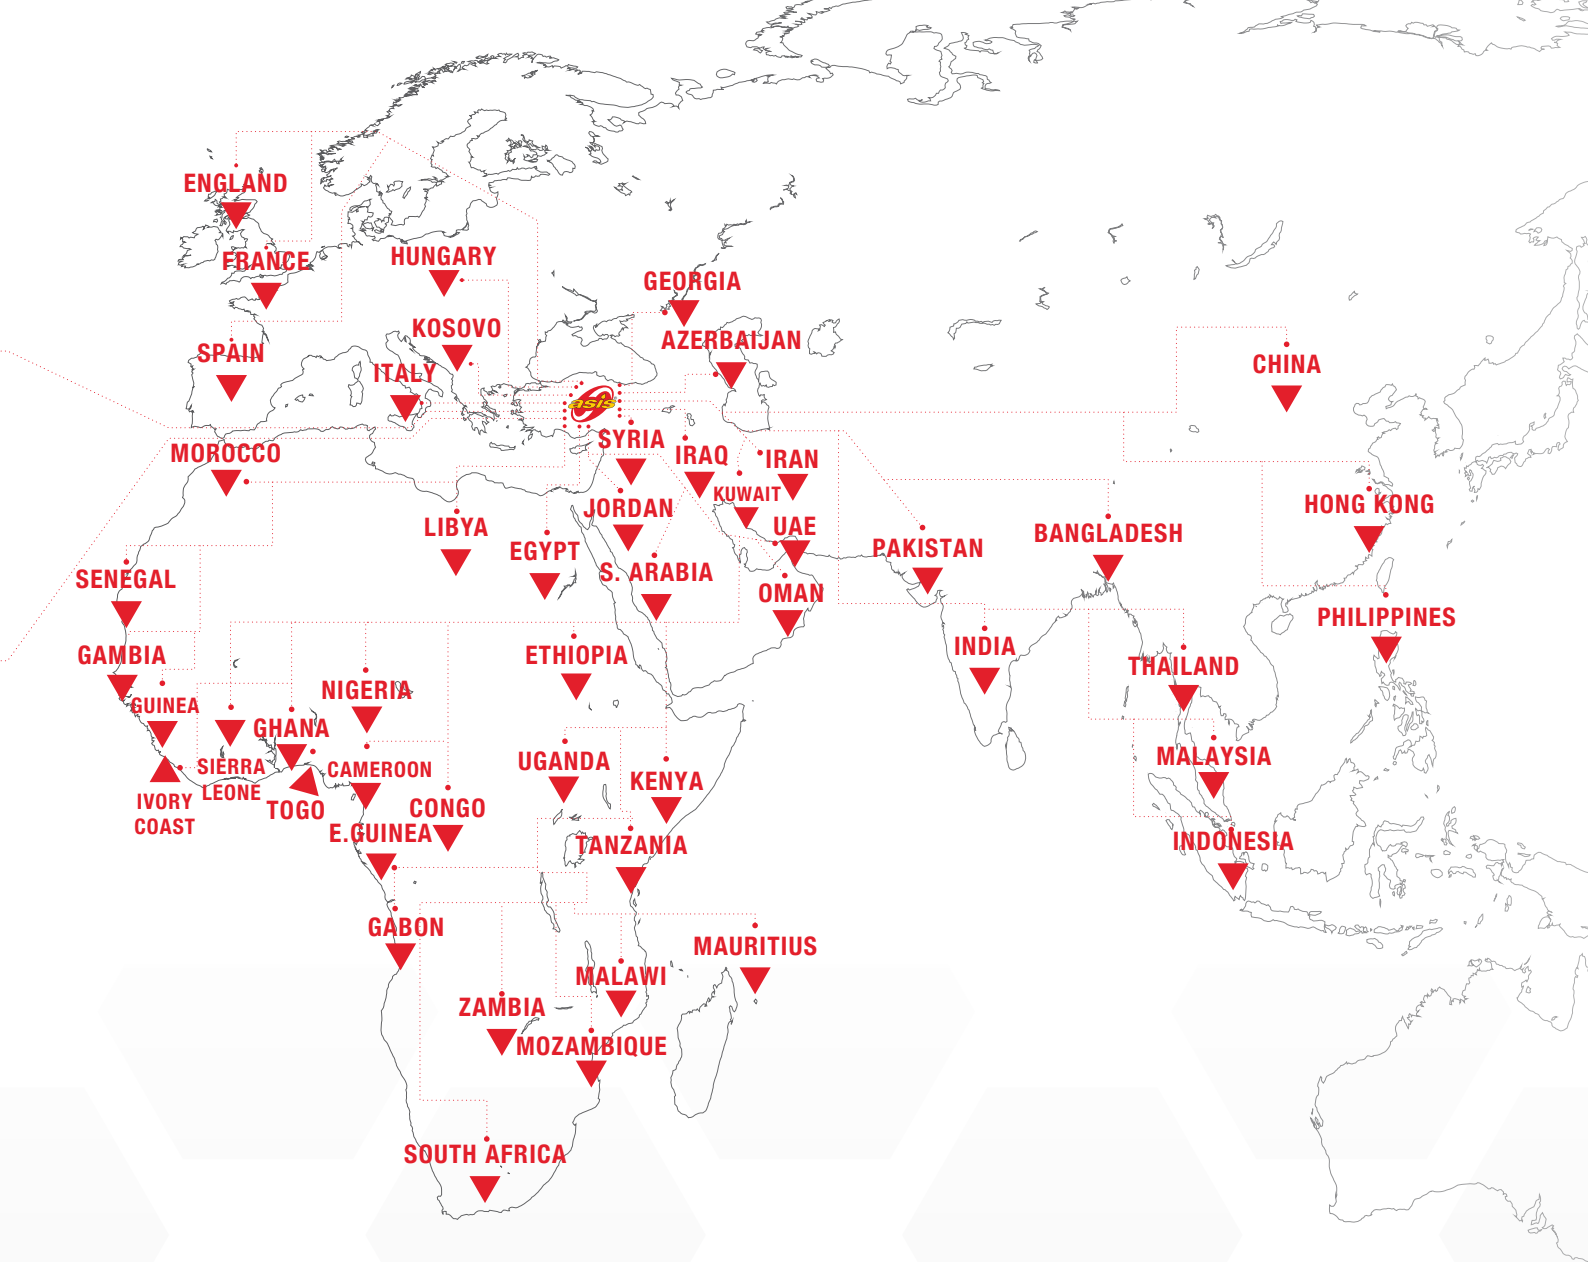 ENGLAND
FRANCE
HUNGARY
GEORGIA
KOSOVO
AZERBAIJAN
SPAIN
ITALY
CHINA
asis
MOROCCO
SYRIA
IRAQ
IRAN
KUWAIT
HONG KONG
JORDAN
LIBYA
UAE
BANGLADESH
EGYPT
PAKISTAN
SENEGAL
S. ARABIA
OMAN
PHILIPPINES
GAMBIA
ETHIOPIA
INDIA
THAILAND
NIGERIA
GUINEA
GHANA
MALAYSIA
UGANDA
SIERRA
LEONE
CAMEROON
KENYA
IVORY
COAST
TOGO
CONGO
E.GUINEA
TANZANIA
INDONESIA
GABON
MAURITIUS
MALAWI
ZAMBIA
MOZAMBIQUE
SOUTH AFRICA